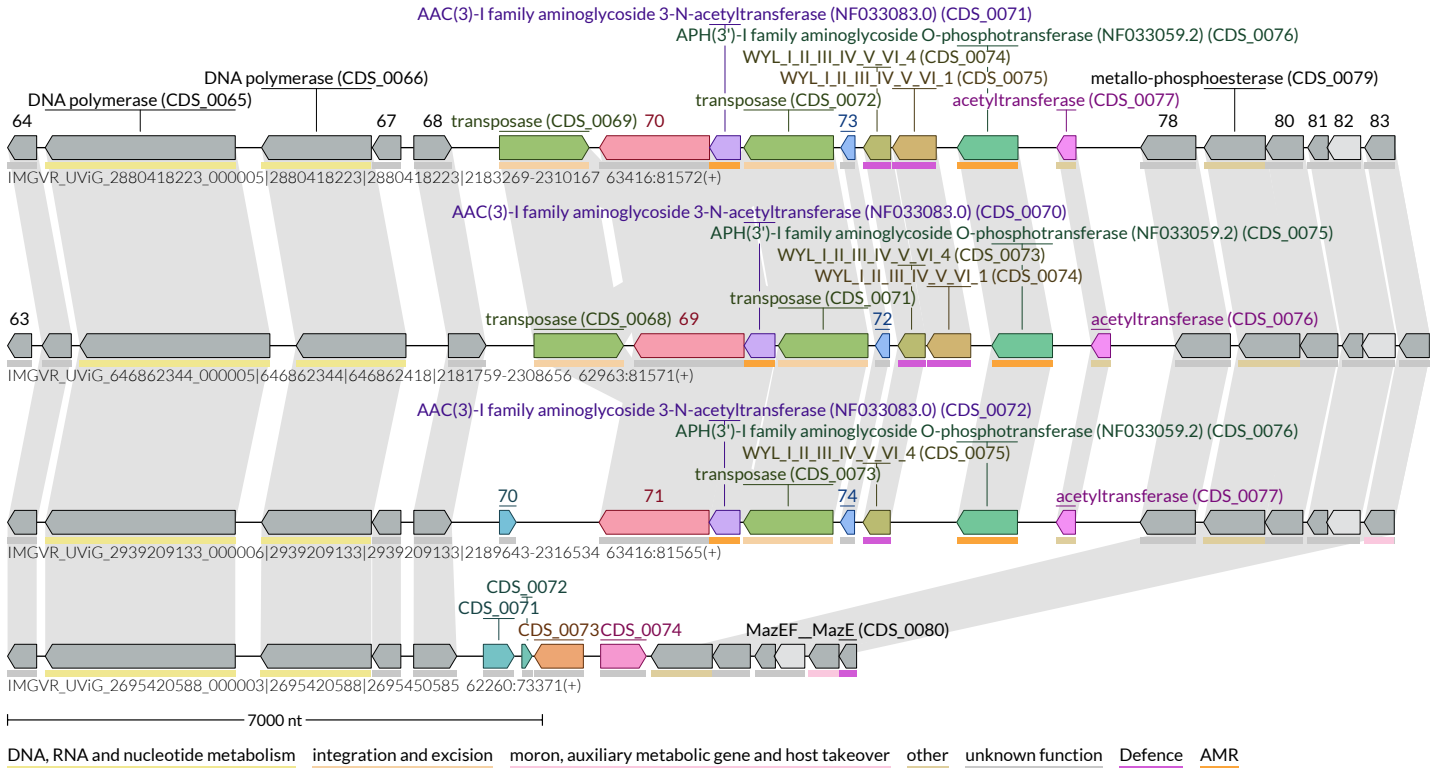 AAC(3)-I family aminoglycoside 3-N-acetyltransferase (NF033083.0) (CDS_0071)
APH(3')-I family aminoglycoside O-phosphotransferase (NF033059.2) (CDS_0076)
WYL_I_II_III_IV_V_VI_4 (CDS_0074)
DNA polymerase (CDS_0066) WYL_I_II_III_IV_V_VI_1 (CDS_0075) metallo-phosphoesterase (CDS_0079)
DNA polymerase (CDS_0065) transposase (CDS_0072) acetyltransferase (CDS_0077)
64 67 68 transposase (CDS_0069) 70 73 78 80 81 82 83
IMGVR_UViG_2880418223_000005|2880418223|2880418223|2183269-2310167 63416:81572(+)
AAC(3)-I family aminoglycoside 3-N-acetyltransferase (NF033083.0) (CDS_0070)
APH(3')-I family aminoglycoside O-phosphotransferase (NF033059.2) (CDS_0075)
WYL_I_II_III_IV_V_VI_4 (CDS_0073)
WYL_I_II_III_IV_V_VI_1 (CDS_0074)
transposase (CDS_0071)
63 transposase (CDS_0068) 69 72 acetyltransferase (CDS_0076)
IMGVR_UViG_646862344_000005|646862344|646862418|2181759-2308656 62963:81571(+)
AAC(3)-I family aminoglycoside 3-N-acetyltransferase (NF033083.0) (CDS_0072)
APH(3')-I family aminoglycoside O-phosphotransferase (NF033059.2) (CDS_0076)
WYL_I_II_III_IV_V_VI_4 (CDS_0075)
transposase (CDS_0073)
70 71 74 acetyltransferase (CDS_0077)
IMGVR_UViG_2939209133_000006|2939209133|2939209133|2189643-2316534 63416:81565(+)
CDS_0072
CDS_0071
CDS_0073 CDS_0074 MazEF__MazE (CDS_0080)
IMGVR_UViG_2695420588_000003|2695420588|2695450585 62260:73371(+)
7000 nt
DNA, RNA and nucleotide metabolism integration and excision moron, auxiliary metabolic gene and host takeover other unknown function Defence AMR